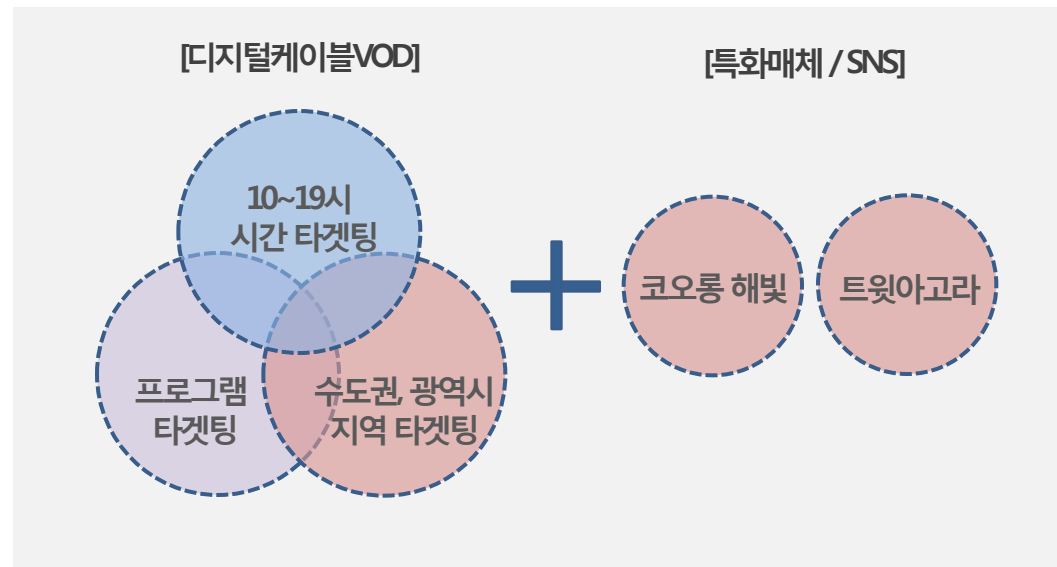 [디지털케이블VOD]
[특화매체 / SNS]
10~19시
시간 타겟팅
프로그램
타겟팅
수도권, 광역시
지역 타겟팅
코오롱 해빛
트윗아고라